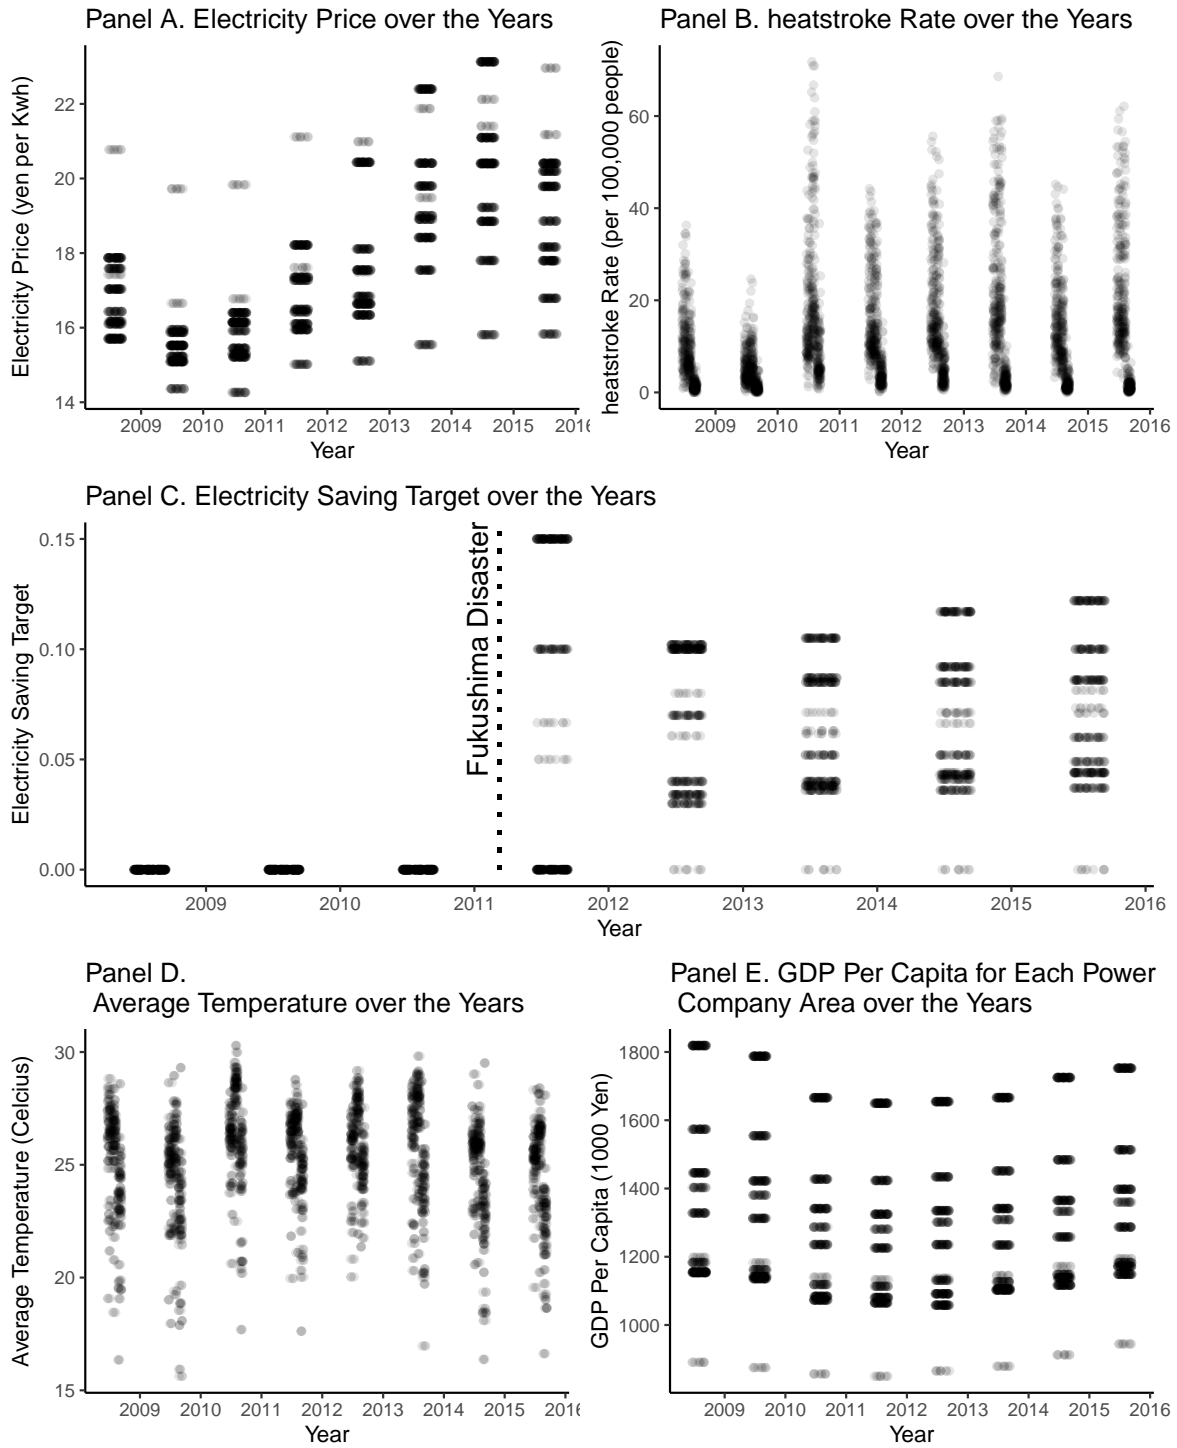 Panel A. Electricity Price over the Years
Electricity Price (yen per Kwh)
22
20
18
16
14
2009 2010 2011 2012 2013 2014 2015 2016
Year
Panel B. heatstroke Rate over the Years
heatstroke Rate (per 100,000 people)
60
40
20
0
2009 2010 2011 2012 2013 2014 2015 2016
Year
Panel C. Electricity Saving Target over the Years
Electricity Saving Target
0.15
0.10
0.05
0.00
Fukushima Disaster
2009 2010 2011 2012 2013 2014 2015 2016
Year
Panel D.
Average Temperature over the Years
Average Temperature (Celcius)
30
25
20
15
2009 2010 2011 2012 2013 2014 2015 2016
Year
Panel E. GDP Per Capita for Each Power
Company Area over the Years
GDP Per Capita (1000 Yen)
1800
1600
1400
1200
1000
2009 2010 2011 2012 2013 2014 2015 2016
Year